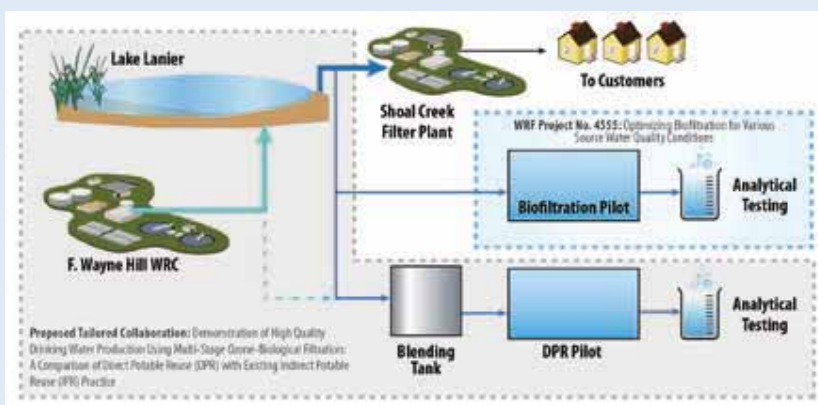 Lake Lanier
Shoal Creek
Filter Plant
To Customers
WRF Project No. 4555: Optimizing Biofiltration for Various
Source Water Quality Conditions
Biofiltration Pilot
Analytical
Testing
F. Wayne Hill WRC
Proposed Tailored Collaboration: Demonstration of High Quality
Drinking Water Production Using Multi-Stage Ozone-Biological Filtration:
A Comparison of Direct Potable Reuse (DPR) with Existing Indirect Potable
Reuse (IPR) Practice
Blending
Tank
DPR Pilot
Analytical
Testing